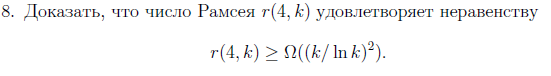 8. Доказать, что число Рамсея r(4, k) удовлетворяет неравенству
r(4, k) ≥ Ω((k/ ln k)²).